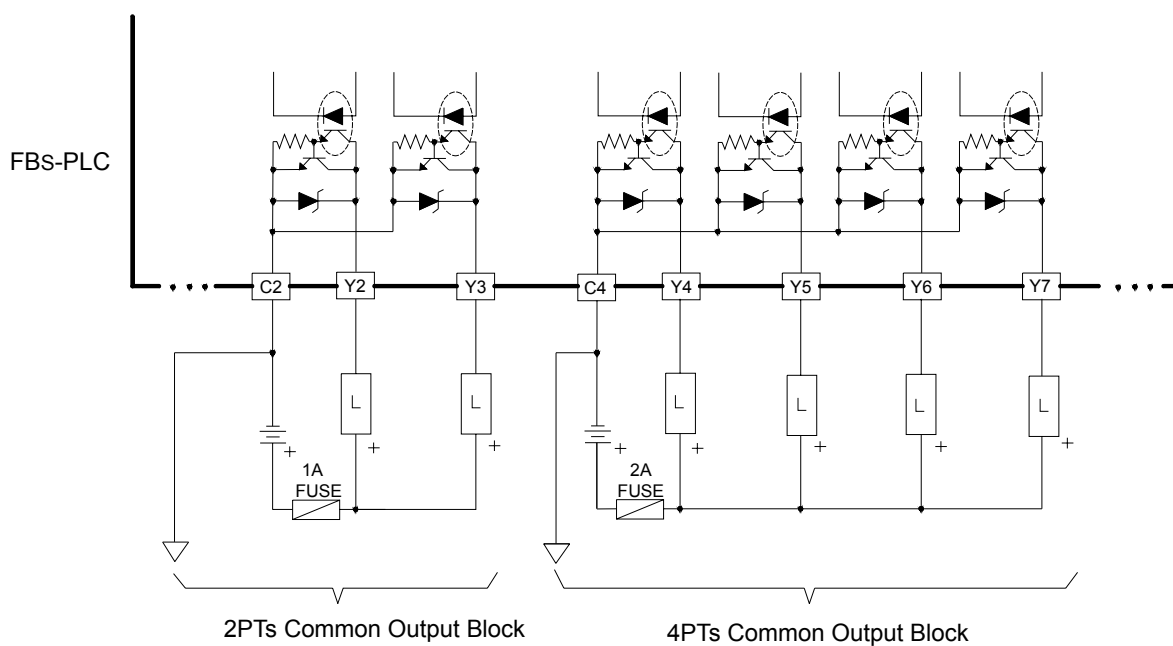 FBs-PLC
C2 Y2 Y3 C4 Y4 Y5 Y6 Y7
L L L L L L
+ + + + + + + +
1A
FUSE
2A
FUSE
2PTs Common Output Block
4PTs Common Output Block